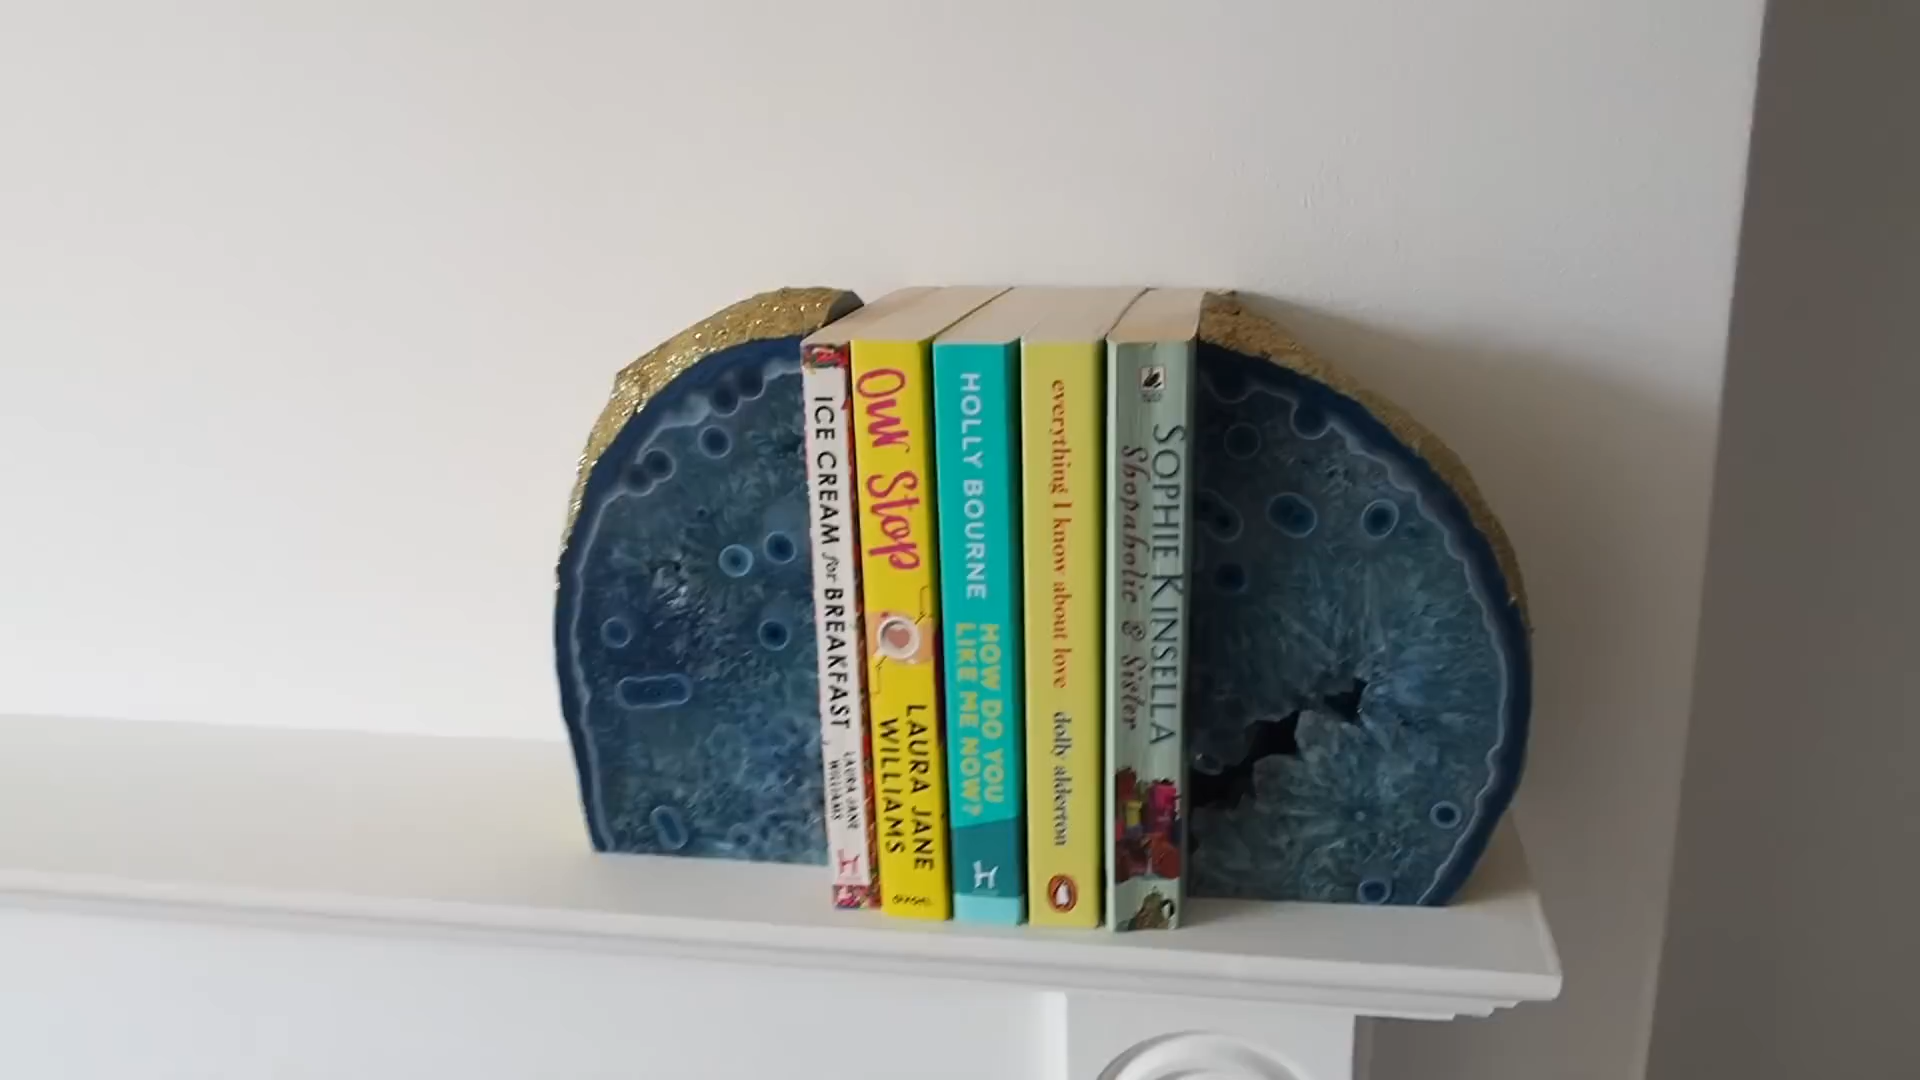 ICE CREAM for BREAKFAST
LAURA JANE
WILLIAMS
Our Stop
LAURA JANE
WILLIAMS
HOLLY BOURNE
HOW DO YOU
LIKE ME NOW?
everything I know about love dolly alderton
SOPHIE KINSELLA
Shopaholic & Sister